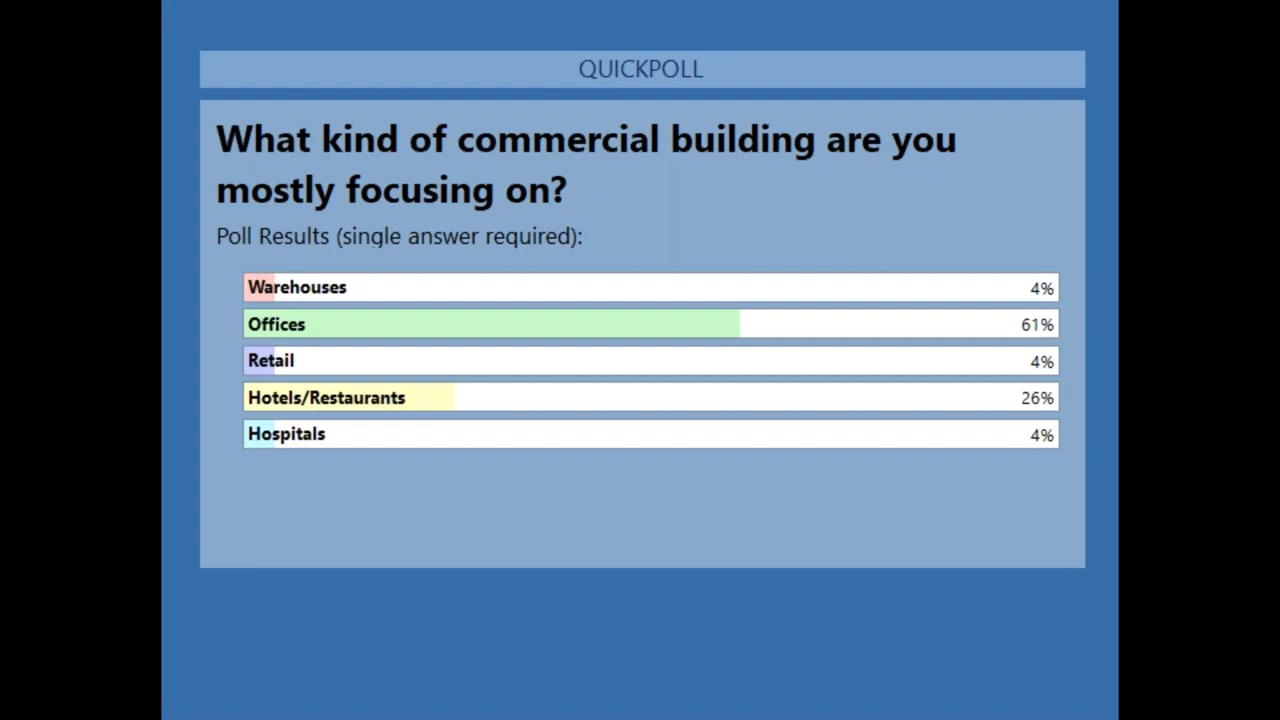 QUICKPOLL
What kind of commercial building are you
mostly focusing on?
Poll Results (single answer required):
Warehouses 4%
Offices 61%
Retail 4%
Hotels/Restaurants 26%
Hospitals 4%